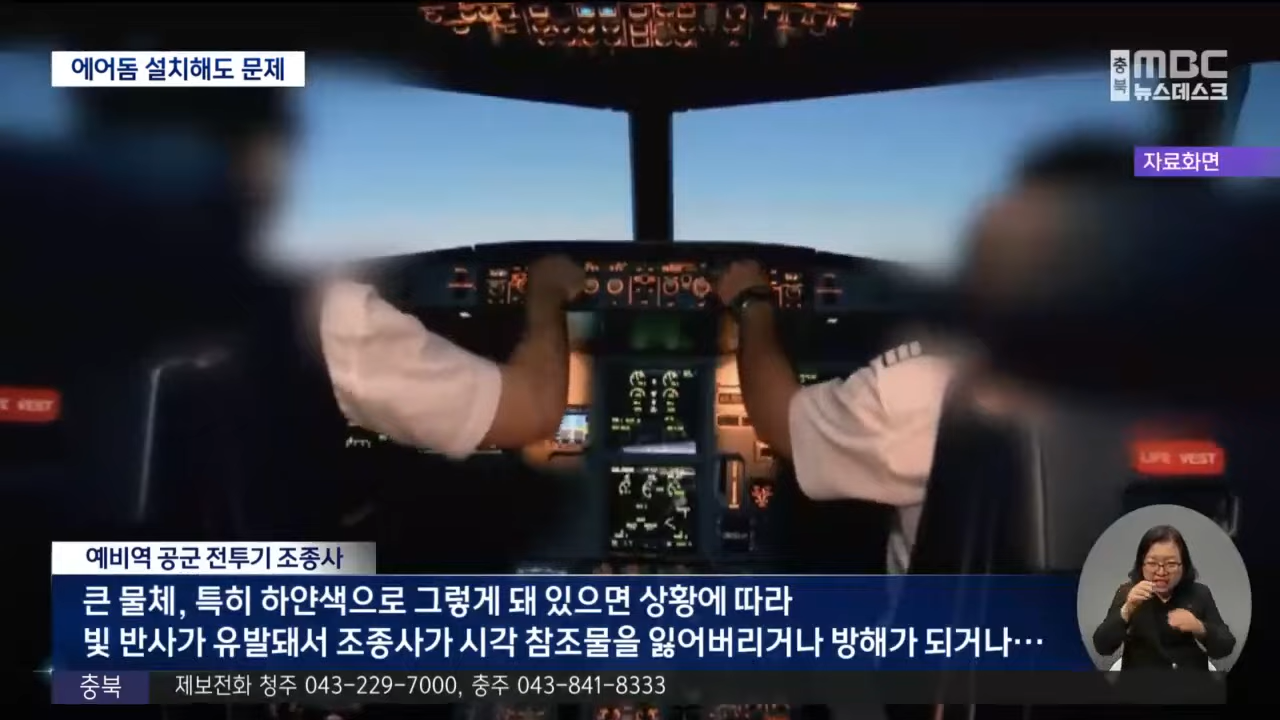 에어돔 설치해도 문제
충북 MBC
뉴스데스크
자료화면
LIFE VEST
예비역 공군 전투기 조종사
큰 물체, 특히 하얀색으로 그렇게 돼 있으면 상황에 따라
빛 반사가 유발돼서 조종사가 시각 참조물을 잃어버리거나 방해가 되거나…
충북 제보전화 청주 043-229-7000, 충주 043-841-8333